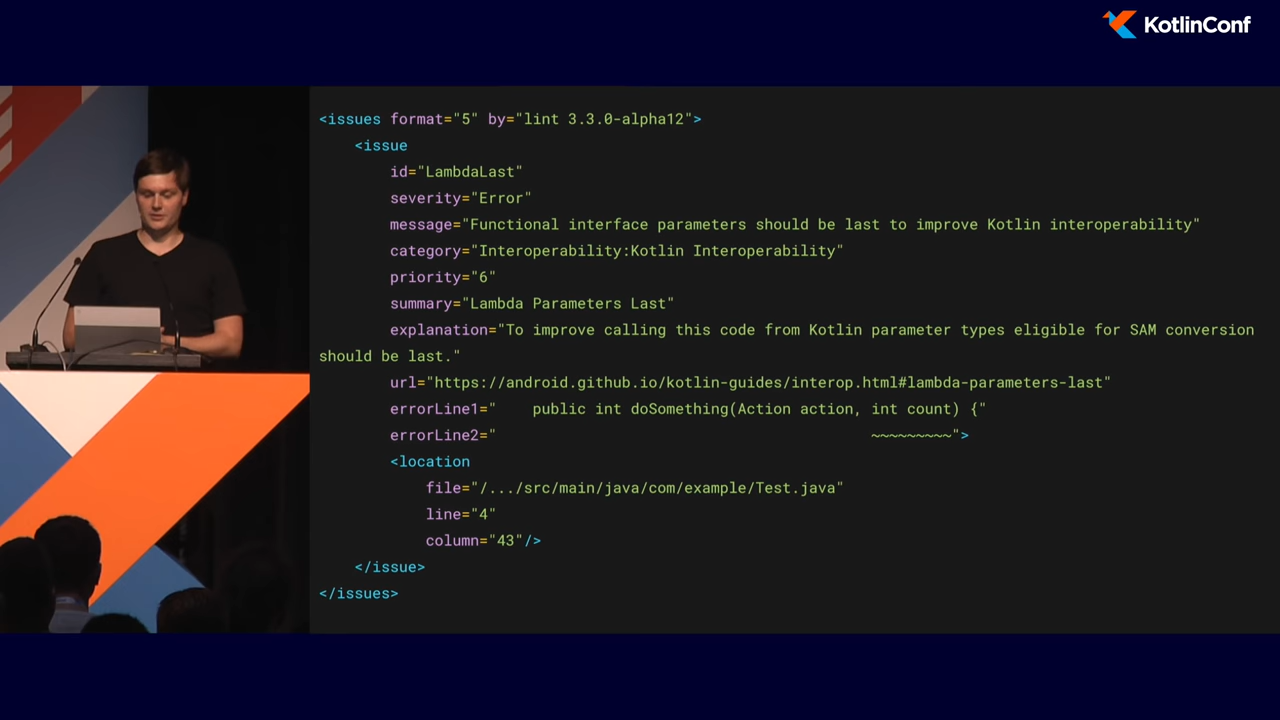 KotlinConf
<issues format="5" by="lint 3.3.0-alpha12">
<issue
id="LambdaLast"
severity="Error"
message="Functional interface parameters should be last to improve Kotlin interoperability"
category="Interoperability:Kotlin Interoperability"
priority="6"
summary="Lambda Parameters Last"
explanation="To improve calling this code from Kotlin parameter types eligible for SAM conversion
should be last."
url="https://android.github.io/kotlin-guides/interop.html#lambda-parameters-last"
errorLine1="    public int doSomething(Action action, int count) {"
errorLine2="                                          ~~~~~~~~~">
<location
file="/.../src/main/java/com/example/Test.java"
line="4"
column="43"/>
</issue>
</issues>